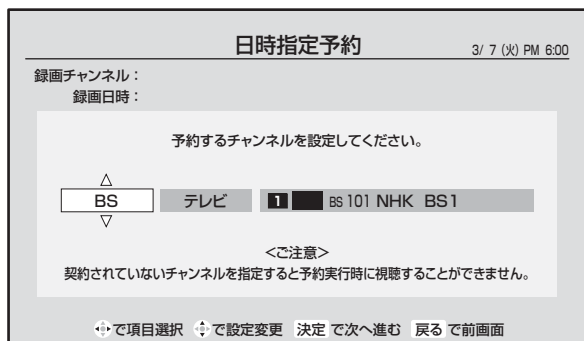 日時指定予約
3/ 7 (火) PM 6:00
録画チャンネル：
録画日時：
予約するチャンネルを設定してください。
BS テレビ 1 BS 101 NHK BS1
<ご注意>
契約されていないチャンネルを指定すると予約実行時に視聴することができません。
で項目選択 で設定変更 決定 で次へ進む 戻る で前画面